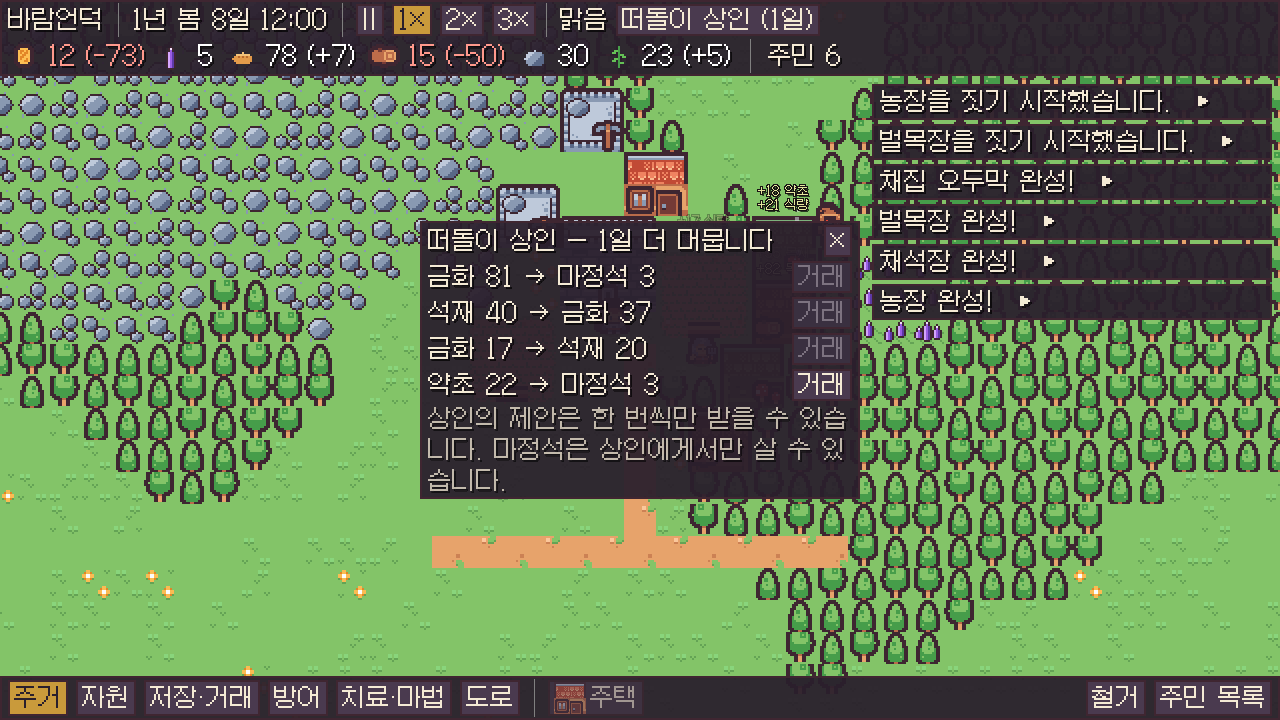 바람언덕 1년 봄 8일 12:00 || 1× 2× 3× 맑음 떠돌이 상인 (1일)
12 (-73) 5 78 (+7) 15 (-50) 30 23 (+5) 주민 6
농장을 짓기 시작했습니다.
벌목장을 짓기 시작했습니다.
채집 오두막 완성!
벌목장 완성!
채석장 완성!
농장 완성!
+18 약초
+21 식량
떠돌이 상인 – 1일 더 머뭅니다 ×
금화 81 → 마정석 3 거래
석재 40 → 금화 37 거래
금화 17 → 석재 20 거래
약초 22 → 마정석 3 거래
상인의 제안은 한 번씩만 받을 수 있습
니다. 마정석은 상인에게서만 살 수 있
습니다.
주거 자원 저장·거래 방어 치료·마법 도로 주택 철거 주민 목록